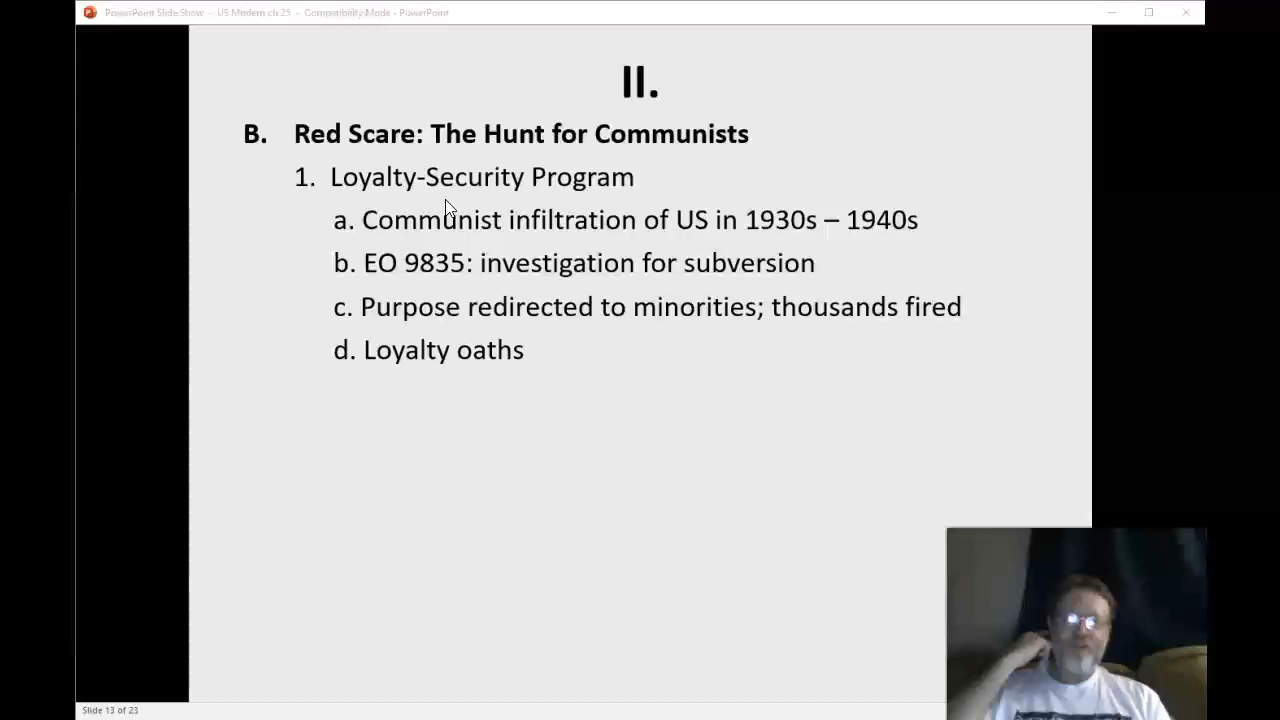 PowerPoint Slide Show - US Modern ch 25 - Compatibility Mode - PowerPoint
II.
B. Red Scare: The Hunt for Communists
1. Loyalty-Security Program
a. Communist infiltration of US in 1930s – 1940s
b. EO 9835: investigation for subversion
c. Purpose redirected to minorities; thousands fired
d. Loyalty oaths
Slide 13 of 23